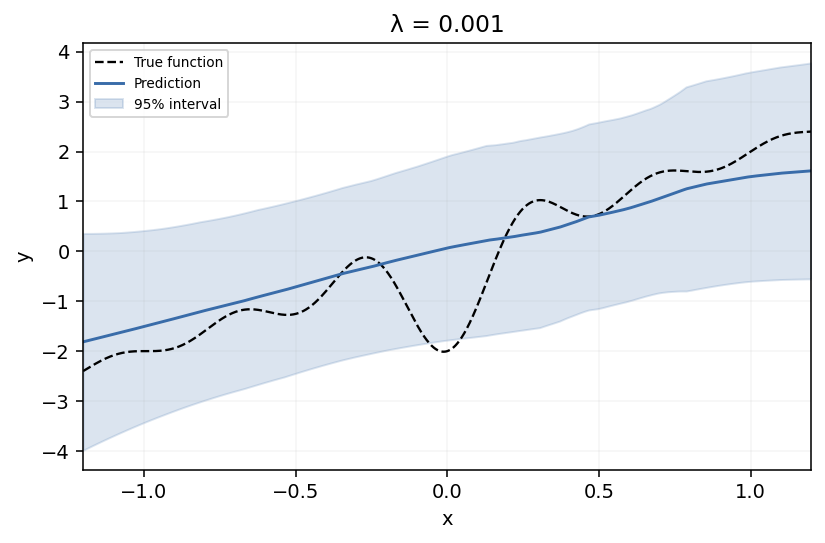 λ = 0.001
True function
Prediction
95% interval
4
3
2
1
0
−1
−2
−3
−4
y
−1.0 −0.5 0.0 0.5 1.0
x